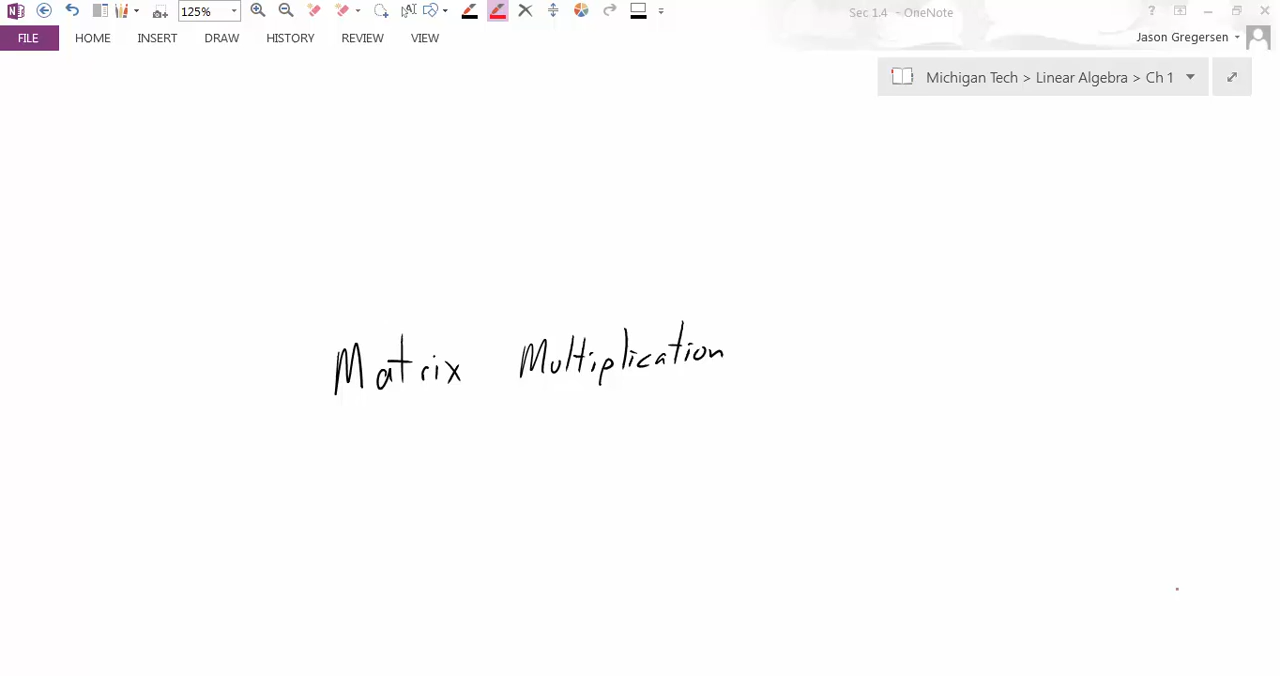 125%
Sec 1.4 - OneNote
?
FILE HOME INSERT DRAW HISTORY REVIEW VIEW
Jason Gregersen
Michigan Tech > Linear Algebra > Ch 1
Matrix Multiplication